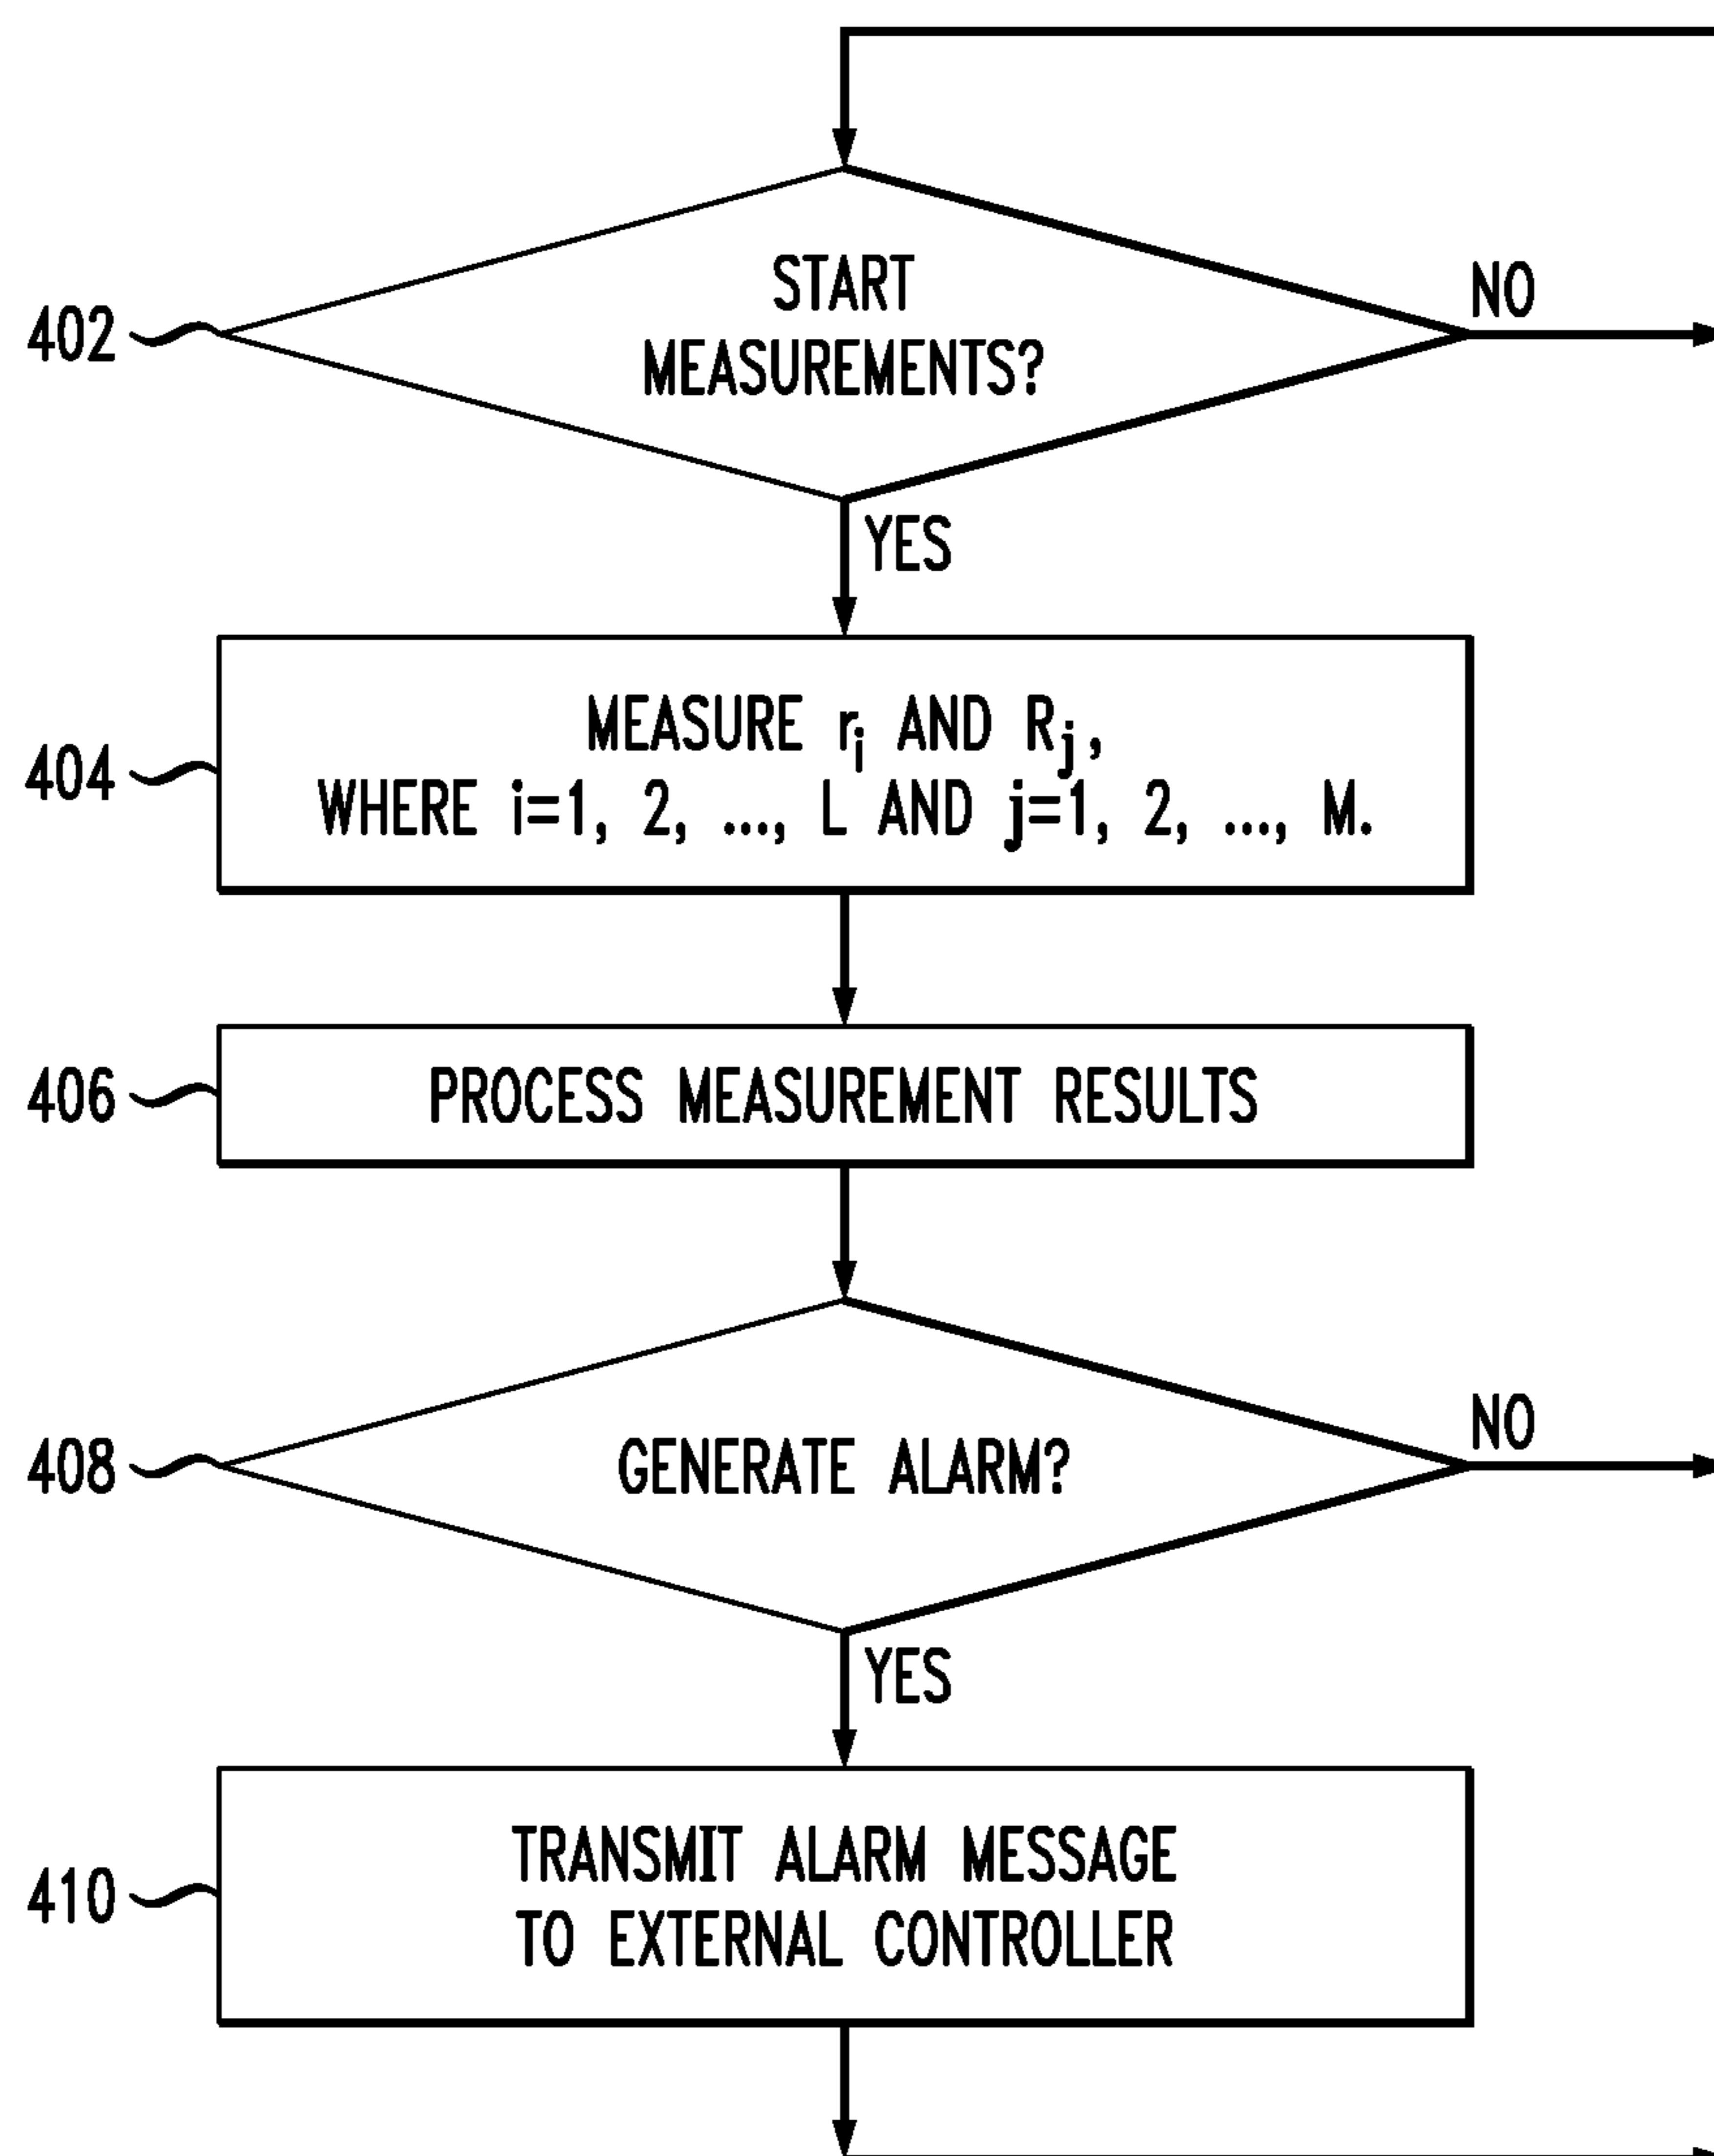 START
MEASUREMENTS?
NO
402
YES
404
MEASURE rᵢ AND Rⱼ,
WHERE i=1, 2, ..., L AND j=1, 2, ..., M.
406
PROCESS MEASUREMENT RESULTS
NO
408
GENERATE ALARM?
YES
410
TRANSMIT ALARM MESSAGE
TO EXTERNAL CONTROLLER